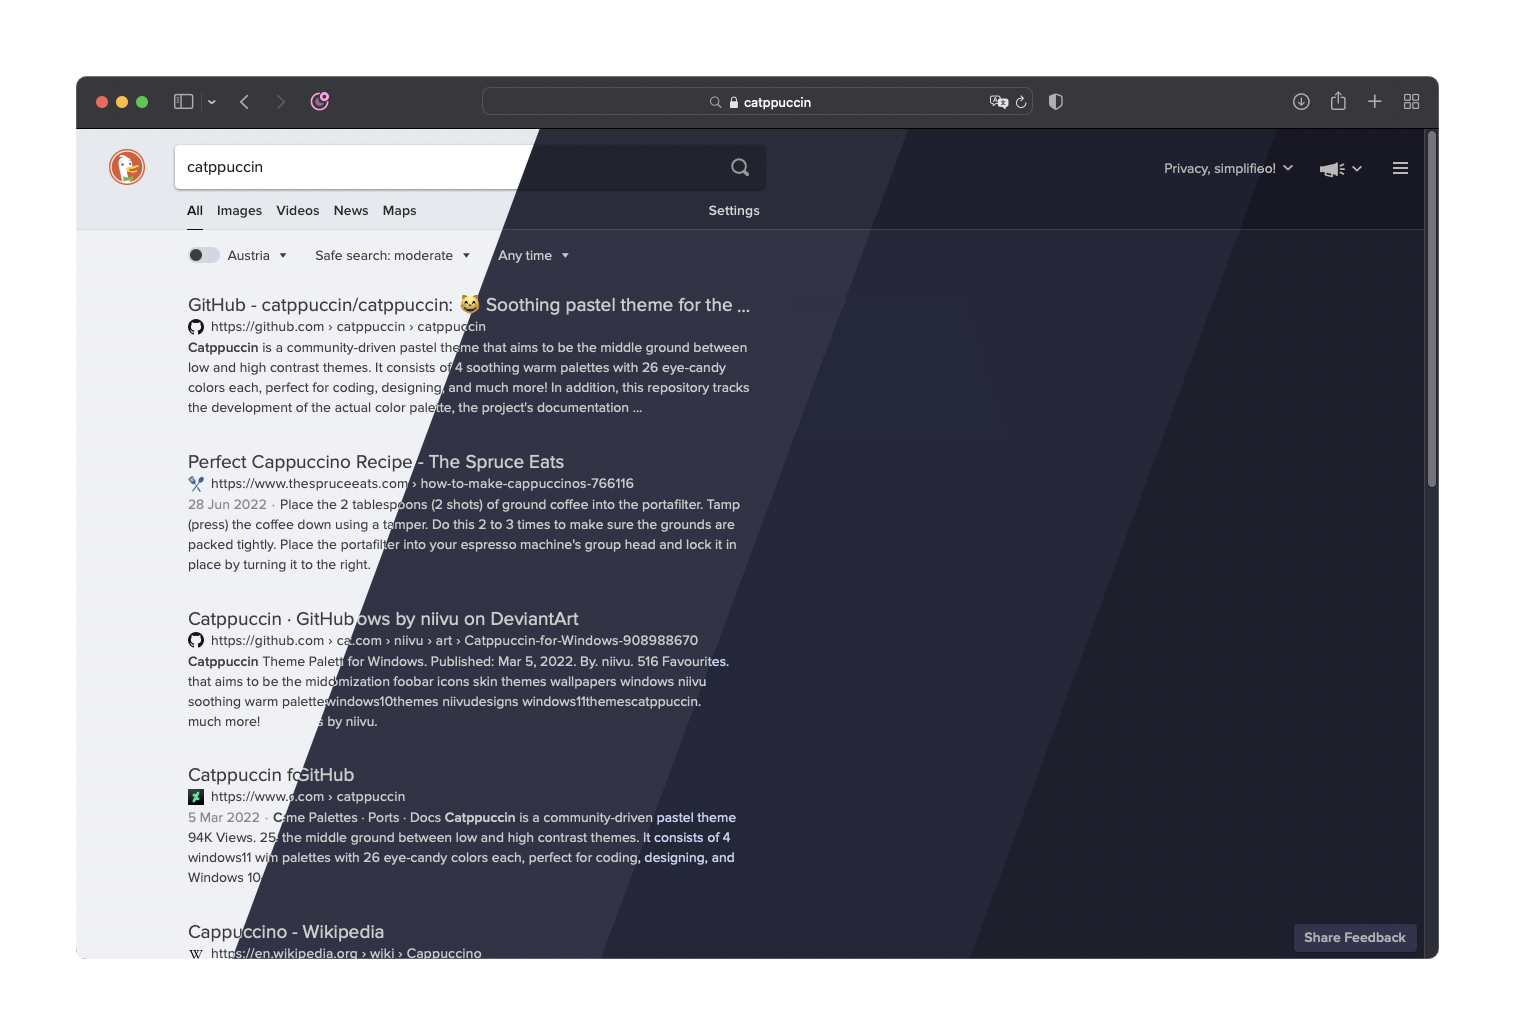 catppuccin
catppuccin
Privacy, simplified!
All Images Videos News Maps Settings
Austria Safe search: moderate Any time
GitHub - catppuccin/catppuccin: 😸 Soothing pastel theme for the ...
https://github.com › catppuccin › catppuccin
Catppuccin is a community-driven pastel theme that aims to be the middle ground between
low and high contrast themes. It consists of 4 soothing warm palettes with 26 eye-candy
colors each, perfect for coding, designing, and much more! In addition, this repository tracks
the development of the actual color palette, the project's documentation ...
Perfect Cappuccino Recipe - The Spruce Eats
https://www.thespruceeats.com › how-to-make-cappuccinos-766116
28 Jun 2022 · Place the 2 tablespoons (2 shots) of ground coffee into the portafilter. Tamp
(press) the coffee down using a tamper. Do this 2 to 3 times to make sure the grounds are
packed tightly. Place the portafilter into your espresso machine's group head and lock it in
place by turning it to the right.
Catppuccin · GitHubows by niivu on DeviantArt
https://github.com › ca.com › niivu › art › Catppuccin-for-Windows-908988670
Catppuccin Theme Palett for Windows. Published: Mar 5, 2022. By. niivu. 516 Favourites.
that aims to be the midomization foobar icons skin themes wallpapers windows niivu
soothing warm palettewindows10themes niivudesigns windows11themescatppuccin.
much more! s by niivu.
Catppuccin foGitHub
https://www.c.com › catppuccin
5 Mar 2022 · Came Palettes · Ports · Docs Catppuccin is a community-driven pastel theme
94K Views. 25 the middle ground between low and high contrast themes. It consists of 4
windows11 wim palettes with 26 eye-candy colors each, perfect for coding, designing, and
Windows 10
Cappuccino - Wikipedia
W https://en.wikipedia.org › wiki › Cappuccino
Share Feedback